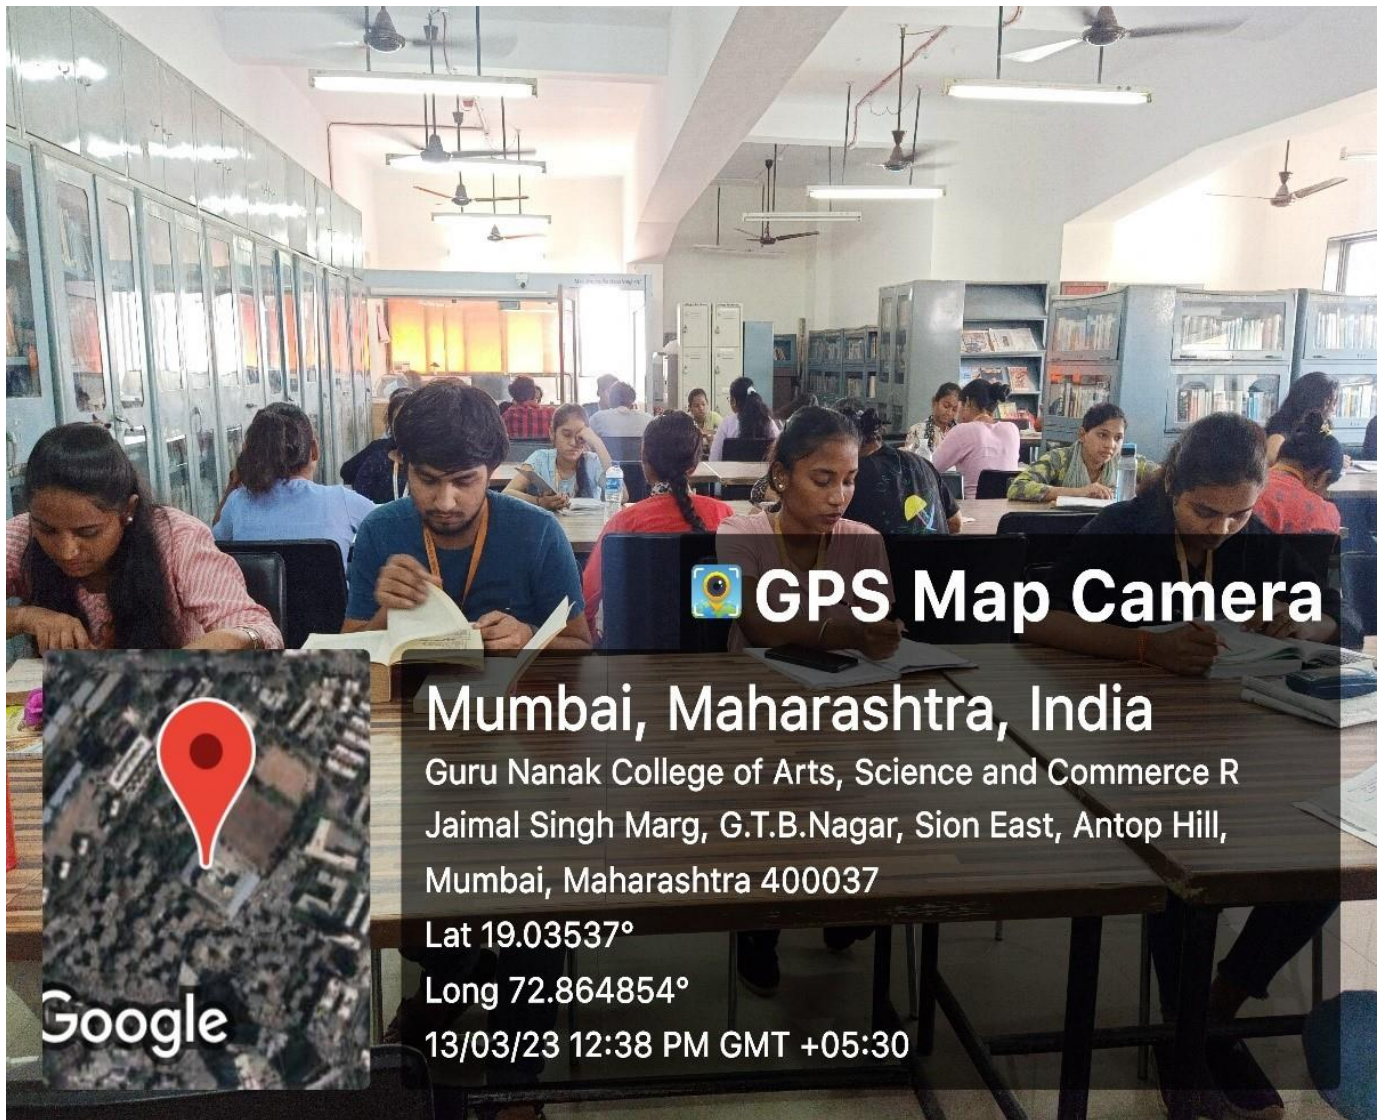 GPS Map Camera
Mumbai, Maharashtra, India
Guru Nanak College of Arts, Science and Commerce R
Jaimal Singh Marg, G.T.B.Nagar, Sion East, Antop Hill,
Mumbai, Maharashtra 400037
Lat 19.03537°
Long 72.864854°
13/03/23 12:38 PM GMT +05:30
Google